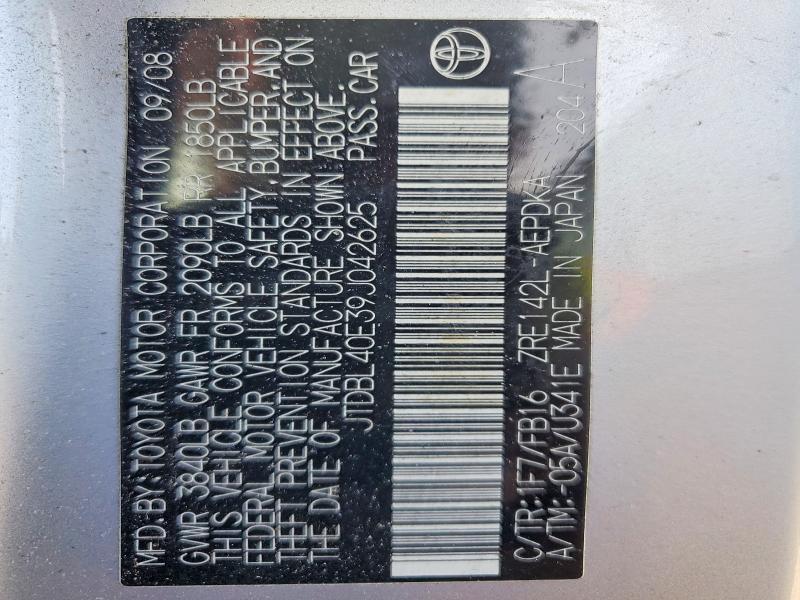 MFD.BY:TOYOTA MOTOR CORPORATION 09/08
GVWR 3840LB GAWR FR 2090LB RR 1850LB
THIS VEHICLE CONFORMS TO ALL APPLICABLE
FEDERAL MOTOR VEHICLE SAFETY, BUMPER, AND
THEFT PREVENTION STANDARDS IN EFFECT ON
THE DATE OF MANUFACTURE SHOWN ABOVE.
JTDBL40E39J042625 PASS.CAR
C/TR:1F7/FB16 ZRE142L-AEPDKA
A/TM:-05A/U341E MADE IN JAPAN 204 A